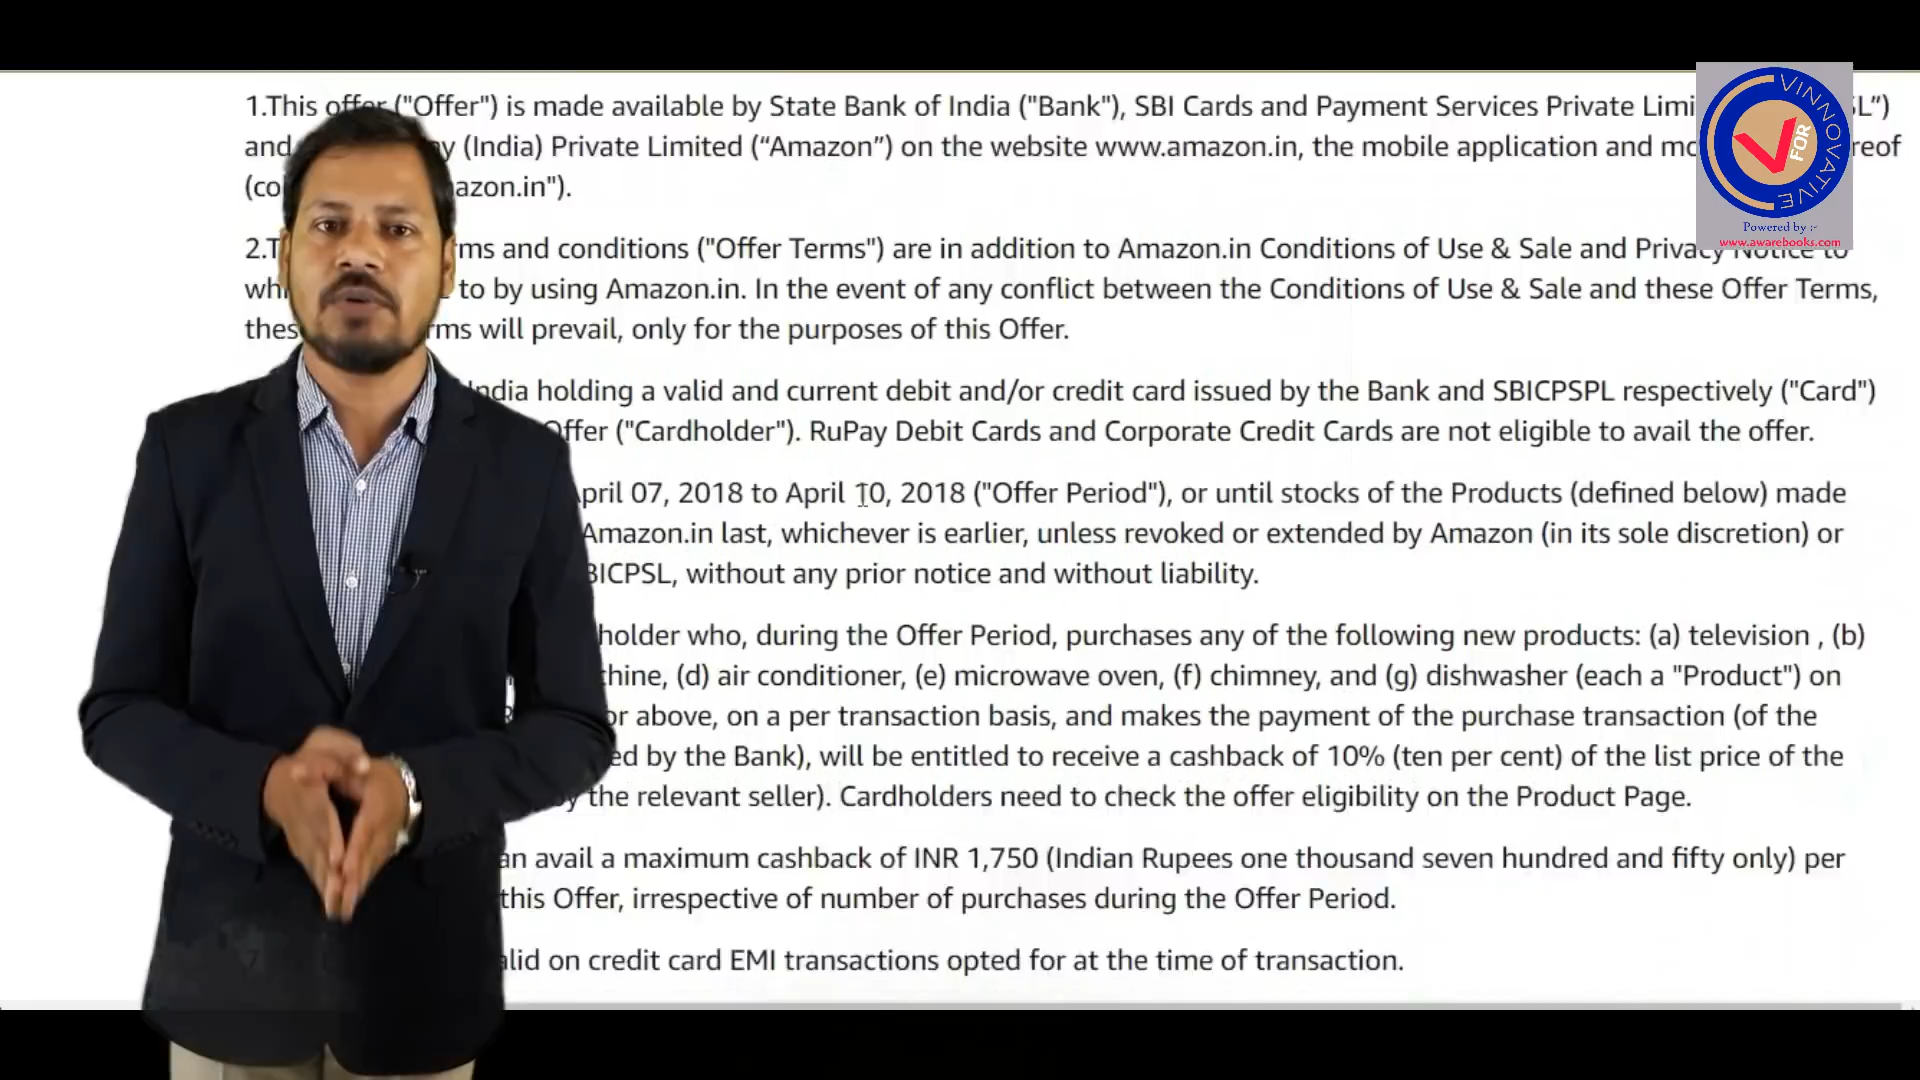 1.This offer ("Offer") is made available by State Bank of India ("Bank"), SBI Cards and Payment Services Private Limi L”)
and y (India) Private Limited (“Amazon”) on the website www.amazon.in, the mobile application and mo reof
(co azon.in").
2.T ms and conditions ("Offer Terms") are in addition to Amazon.in Conditions of Use & Sale and Privacy Notice to
wh to by using Amazon.in. In the event of any conflict between the Conditions of Use & Sale and these Offer Terms,
thes rms will prevail, only for the purposes of this Offer.
ndia holding a valid and current debit and/or credit card issued by the Bank and SBICPSPL respectively ("Card")
Offer ("Cardholder"). RuPay Debit Cards and Corporate Credit Cards are not eligible to avail the offer.
April 07, 2018 to April 10, 2018 ("Offer Period"), or until stocks of the Products (defined below) made
Amazon.in last, whichever is earlier, unless revoked or extended by Amazon (in its sole discretion) or
BICPSL, without any prior notice and without liability.
holder who, during the Offer Period, purchases any of the following new products: (a) television , (b)
chine, (d) air conditioner, (e) microwave oven, (f) chimney, and (g) dishwasher (each a "Product") on
or above, on a per transaction basis, and makes the payment of the purchase transaction (of the
ed by the Bank), will be entitled to receive a cashback of 10% (ten per cent) of the list price of the
by the relevant seller). Cardholders need to check the offer eligibility on the Product Page.
an avail a maximum cashback of INR 1,750 (Indian Rupees one thousand seven hundred and fifty only) per
this Offer, irrespective of number of purchases during the Offer Period.
alid on credit card EMI transactions opted for at the time of transaction.
V FOR VINNOVATIVE
Powered by :-
www.awarebooks.com